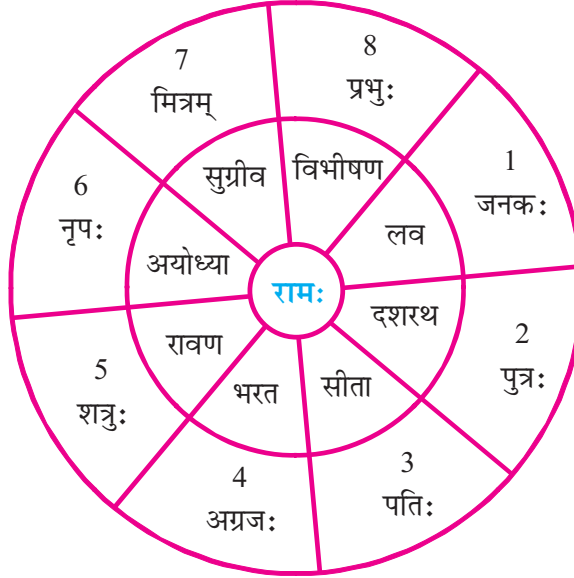 7
मित्रम्
8
प्रभुः
6
नृपः
सुग्रीव
विभीषण
1
जनकः
अयोध्या
लव
रामः
रावण
दशरथ
5
शत्रुः
भरत
सीता
2
पुत्रः
4
अग्रजः
3
पतिः